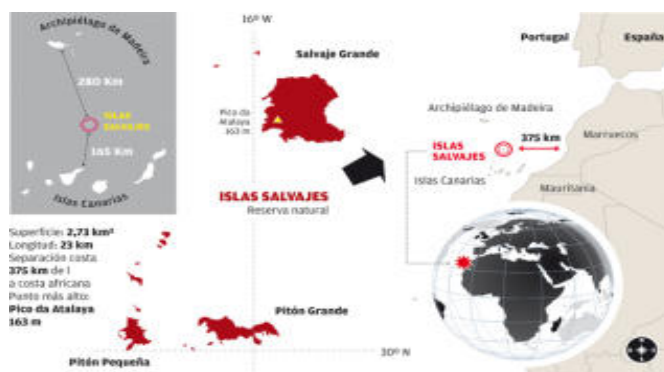 Archipiélago de Madeira
280 Km
ISLAS
SALVAJES
165 Km
Islas Canarias
Superficie: 2,73 km²
Longitud: 23 km
Separación costa
375 km de l
a costa africana
Punto más alto:
Pico da Atalaya
163 m
16º W
Salvaje Grande
Pico da
Atalaya
163 m
ISLAS SALVAJES
Reserva natural
Pitón Grande
Pitón Pequeña
30º N
Portugal
España
Archipiélago de Madeira
ISLAS
SALVAJES
375 km
Marruecos
Islas Canarias
Mauritania